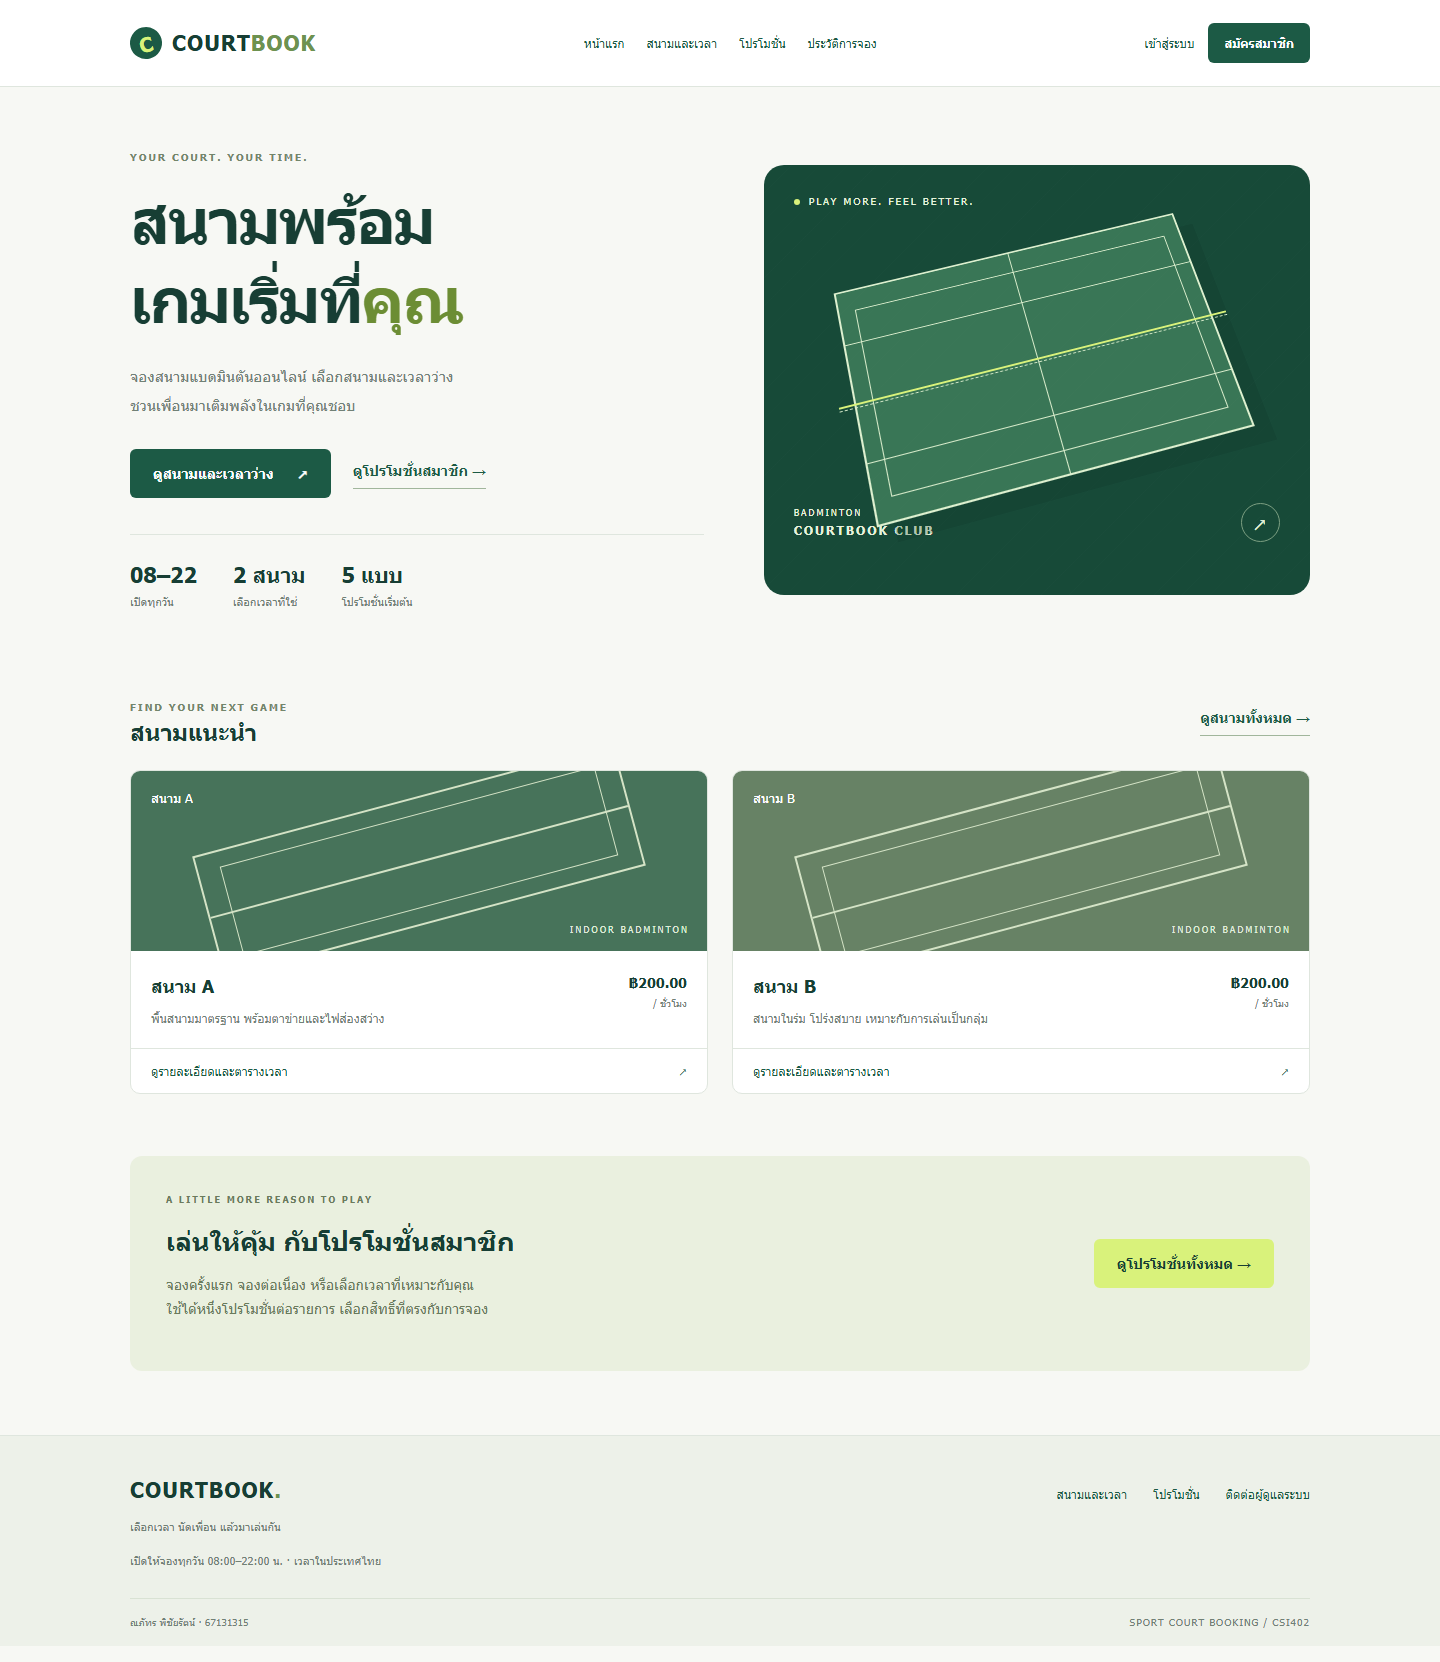 C COURTBOOK
หน้าแรก สนามและเวลา โปรโมชั่น ประวัติการจอง
เข้าสู่ระบบ สมัครสมาชิก
YOUR COURT. YOUR TIME.
สนามพร้อม
เกมเริ่มที่คุณ
จองสนามแบดมินตันออนไลน์ เลือกสนามและเวลาว่าง
ชวนเพื่อนมาเติมพลังในเกมที่คุณชอบ
ดูสนามและเวลาว่าง ↗
ดูโปรโมชั่นสมาชิก →
08–22
เปิดทุกวัน
2 สนาม
เลือกเวลาที่ใช่
5 แบบ
โปรโมชั่นเริ่มต้น
PLAY MORE. FEEL BETTER.
BADMINTON
COURTBOOK CLUB
↗
FIND YOUR NEXT GAME
สนามแนะนำ
ดูสนามทั้งหมด →
สนาม A
INDOOR BADMINTON
สนาม A
฿200.00
/ ชั่วโมง
พื้นสนามมาตรฐาน พร้อมตาข่ายและไฟส่องสว่าง
ดูรายละเอียดและตารางเวลา ↗
สนาม B
INDOOR BADMINTON
สนาม B
฿200.00
/ ชั่วโมง
สนามในร่ม โปร่งสบาย เหมาะกับการเล่นเป็นกลุ่ม
ดูรายละเอียดและตารางเวลา ↗
A LITTLE MORE REASON TO PLAY
เล่นให้คุ้ม กับโปรโมชั่นสมาชิก
จองครั้งแรก จองต่อเนื่อง หรือเลือกเวลาที่เหมาะกับคุณ
ใช้ได้หนึ่งโปรโมชั่นต่อรายการ เลือกสิทธิ์ที่ตรงกับการจอง
ดูโปรโมชั่นทั้งหมด →
COURTBOOK.
เลือกเวลา นัดเพื่อน แล้วมาเล่นกัน
เปิดให้จองทุกวัน 08:00–22:00 น. · เวลาในประเทศไทย
สนามและเวลา โปรโมชั่น ติดต่อผู้ดูแลระบบ
ณภัทร พิชัยรัตน์ · 67131315
SPORT COURT BOOKING / CSI402